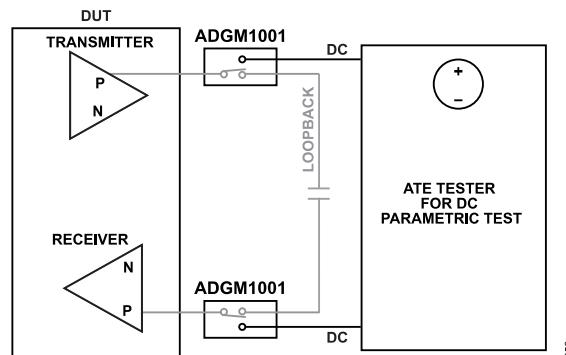 DUT
TRANSMITTER
P
N
ADGM1001
DC
LOOPBACK
+
−
ATE TESTER
FOR DC
PARAMETRIC TEST
RECEIVER
N
P
ADGM1001
DC